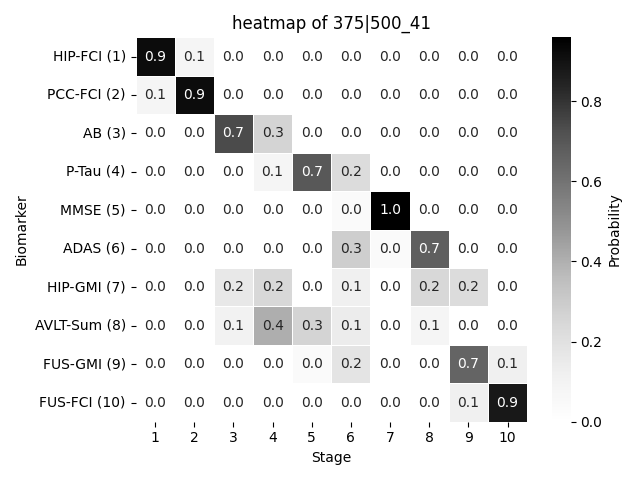 heatmap of 375|500_41
HIP-FCI (1) 0.9 0.1 0.0 0.0 0.0 0.0 0.0 0.0 0.0 0.0
PCC-FCI (2) 0.1 0.9 0.0 0.0 0.0 0.0 0.0 0.0 0.0 0.0
AB (3) 0.0 0.0 0.7 0.3 0.0 0.0 0.0 0.0 0.0 0.0
P-Tau (4) 0.0 0.0 0.0 0.1 0.7 0.2 0.0 0.0 0.0 0.0
MMSE (5) 0.0 0.0 0.0 0.0 0.0 0.0 1.0 0.0 0.0 0.0
ADAS (6) 0.0 0.0 0.0 0.0 0.0 0.3 0.0 0.7 0.0 0.0
HIP-GMI (7) 0.0 0.0 0.2 0.2 0.0 0.1 0.0 0.2 0.2 0.0
AVLT-Sum (8) 0.0 0.0 0.1 0.4 0.3 0.1 0.0 0.1 0.0 0.0
FUS-GMI (9) 0.0 0.0 0.0 0.0 0.0 0.2 0.0 0.0 0.7 0.1
FUS-FCI (10) 0.0 0.0 0.0 0.0 0.0 0.0 0.0 0.0 0.1 0.9
1 2 3 4 5 6 7 8 9 10
Stage
Biomarker
0.8
0.6
0.4
0.2
0.0
Probability